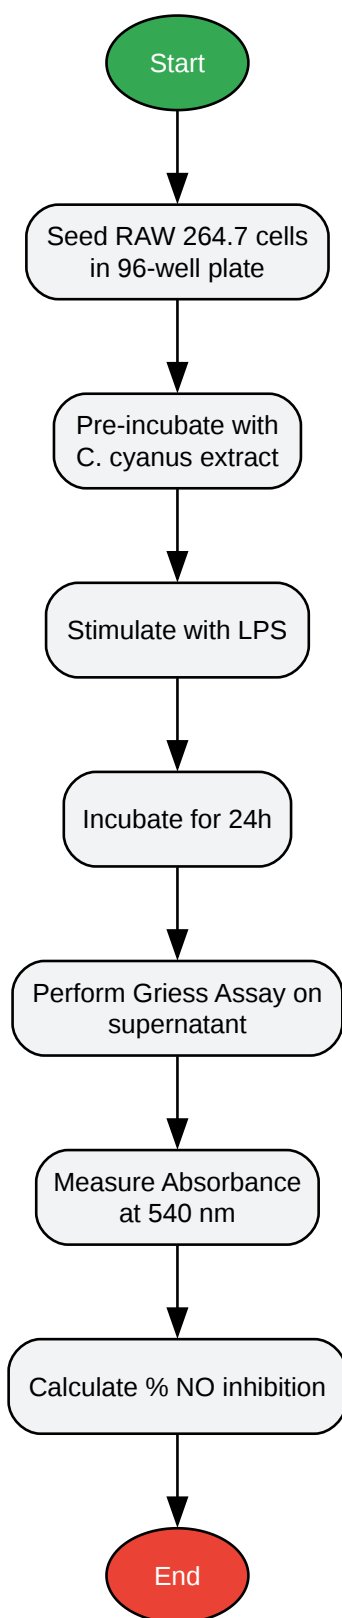 Start
Seed RAW 264.7 cells
in 96-well plate
Pre-incubate with
C. cyanus extract
Stimulate with LPS
Incubate for 24h
Perform Griess Assay on
supernatant
Measure Absorbance
at 540 nm
Calculate % NO inhibition
End